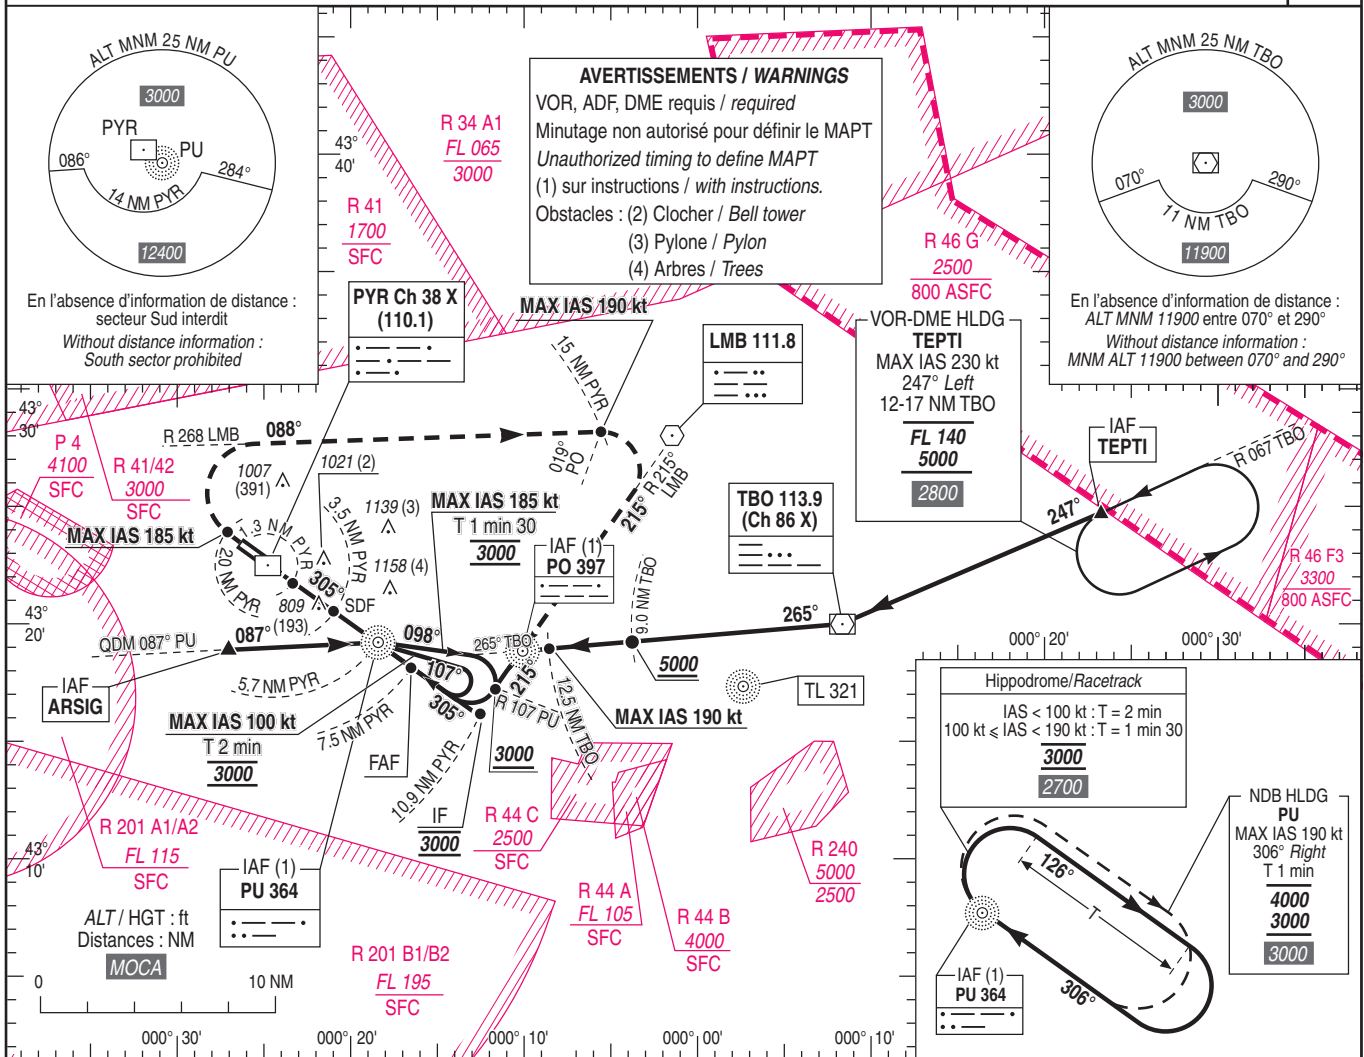 ALT MNM 25 NM PU
3000
PYR
PU
086°
284°
14 NM PYR
12400
En l'absence d'information de distance :
secteur Sud interdit
Without distance information :
South sector prohibited
AVERTISSEMENTS / WARNINGS
VOR, ADF, DME requis / required
Minutage non autorisé pour définir le MAPT
Unauthorized timing to define MAPT
(1) sur instructions / with instructions.
Obstacles : (2) Clocher / Bell tower
(3) Pylone / Pylon
(4) Arbres / Trees
ALT MNM 25 NM TBO
3000
070°
290°
11 NM TBO
11900
En l'absence d'information de distance :
ALT MNM 11900 entre 070° et 290°
Without distance information :
MNM ALT 11900 between 070° and 290°
R 34 A1
FL 065
3000
43°
40'
R 41
1700
SFC
R 46 G
2500
800 ASFC
PYR Ch 38 X
(110.1)
MAX IAS 190 kt
LMB 111.8
VOR-DME HLDG
TEPTI
MAX IAS 230 kt
247° Left
12-17 NM TBO
FL 140
5000
2800
15 NM PYR
43°
30'
R 268 LMB
088°
019°
PO
R 215°
LMB
215°
IAF
TEPTI
R 067 TBO
247°
P 4
4100
SFC
R 41/42
3000
SFC
1007
(391)
1021 (2)
1139 (3)
1158 (4)
MAX IAS 185 kt
T 1 min 30
3000
MAX IAS 185 kt
3 NM PYR
3.5 NM PYR
20 NM PYR
305°
809
(193)
SDF
IAF (1)
PO 397
TBO 113.9
(Ch 86 X)
9.0 NM TBO
265°
R 46 F3
3300
800 ASFC
43°
20'
QDM 087° PU
087°
098°
265° TBO
5000
000° 20'
000° 30'
IAF
ARSIG
5.7 NM PYR
107°
305°
215°
R 107 PU
12.5 NM TBO
TL 321
MAX IAS 190 kt
MAX IAS 100 kt
T 2 min
3000
7.5 NM PYR
FAF
10.9 NM PYR
3000
IF
3000
Hippodrome/Racetrack
IAS < 100 kt : T = 2 min
100 kt ⩽ IAS < 190 kt : T = 1 min 30
3000
2700
R 44 C
2500
SFC
R 201 A1/A2
FL 115
SFC
43°
10'
R 240
5000
2500
R 44 A
FL 105
SFC
R 44 B
4000
SFC
IAF (1)
PU 364
NDB HLDG
PU
MAX IAS 190 kt
306° Right
T 1 min
4000
3000
3000
126°
T
306°
IAF (1)
PU 364
ALT / HGT : ft
Distances : NM
MOCA
0
10 NM
R 201 B1/B2
FL 195
SFC
000° 30'
000° 20'
000° 10'
000° 00'
000° 10'